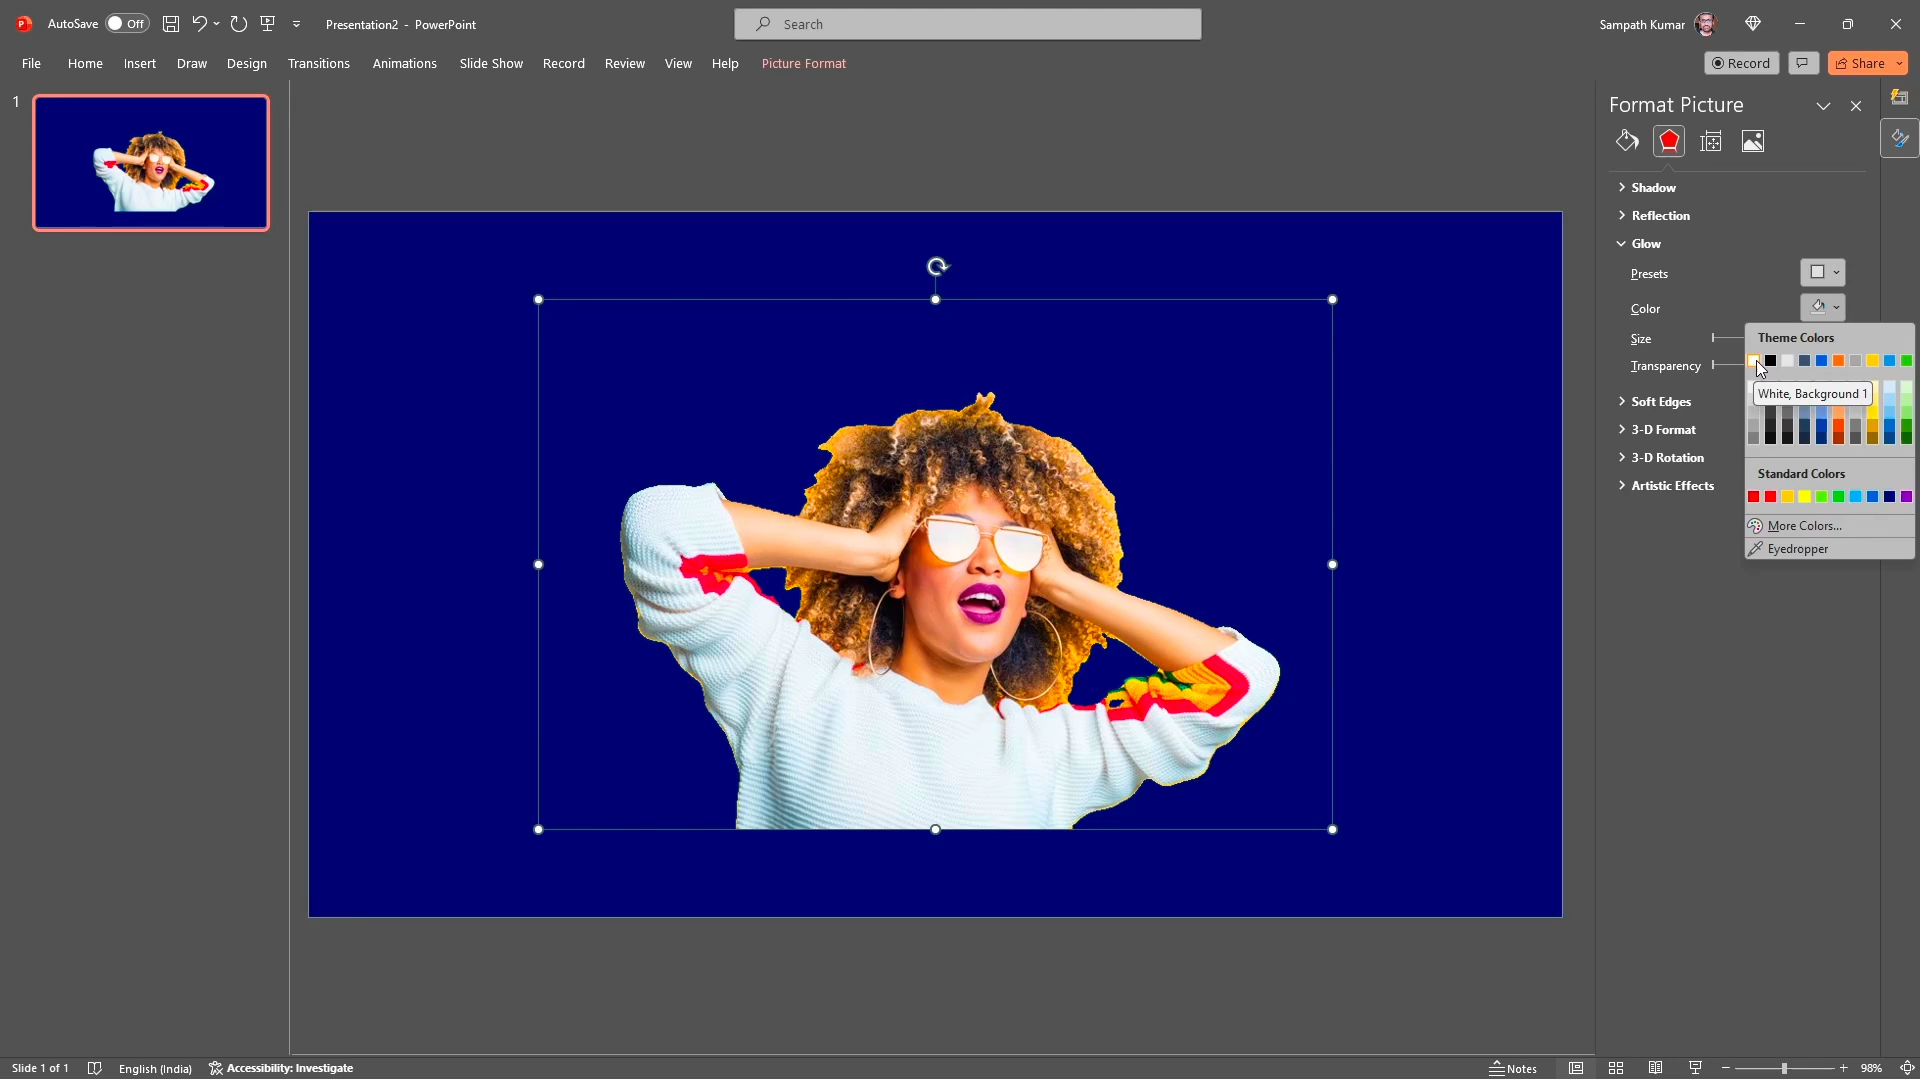 AutoSave Off Presentation2 - PowerPoint Search Sampath Kumar
File Home Insert Draw Design Transitions Animations Slide Show Record Review View Help Picture Format Record Share
1
Format Picture
Shadow
Reflection
Glow
Presets
Color
Size
Transparency
Soft Edges
3-D Format
3-D Rotation
Artistic Effects
Theme Colors
White, Background 1
Standard Colors
More Colors...
Eyedropper
Slide 1 of 1 English (India) Accessibility: Investigate Notes 98%